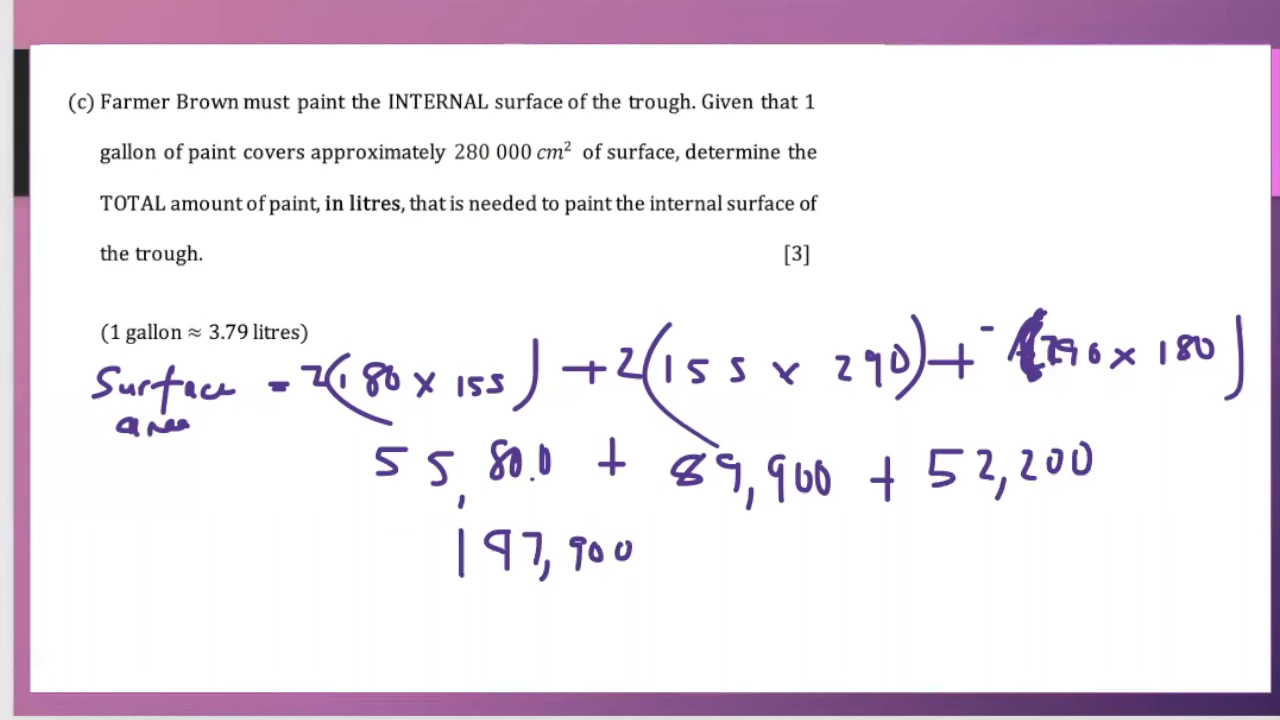 (c) Farmer Brown must paint the INTERNAL surface of the trough. Given that 1
gallon of paint covers approximately 280 000 cm² of surface, determine the
TOTAL amount of paint, in litres, that is needed to paint the internal surface of
the trough. [3]
(1 gallon ≈ 3.79 litres)
Surface area = 2(180 x 155) + 2(155 x 290) + (290 x 180)
55,800 + 89,900 + 52,200
197,900